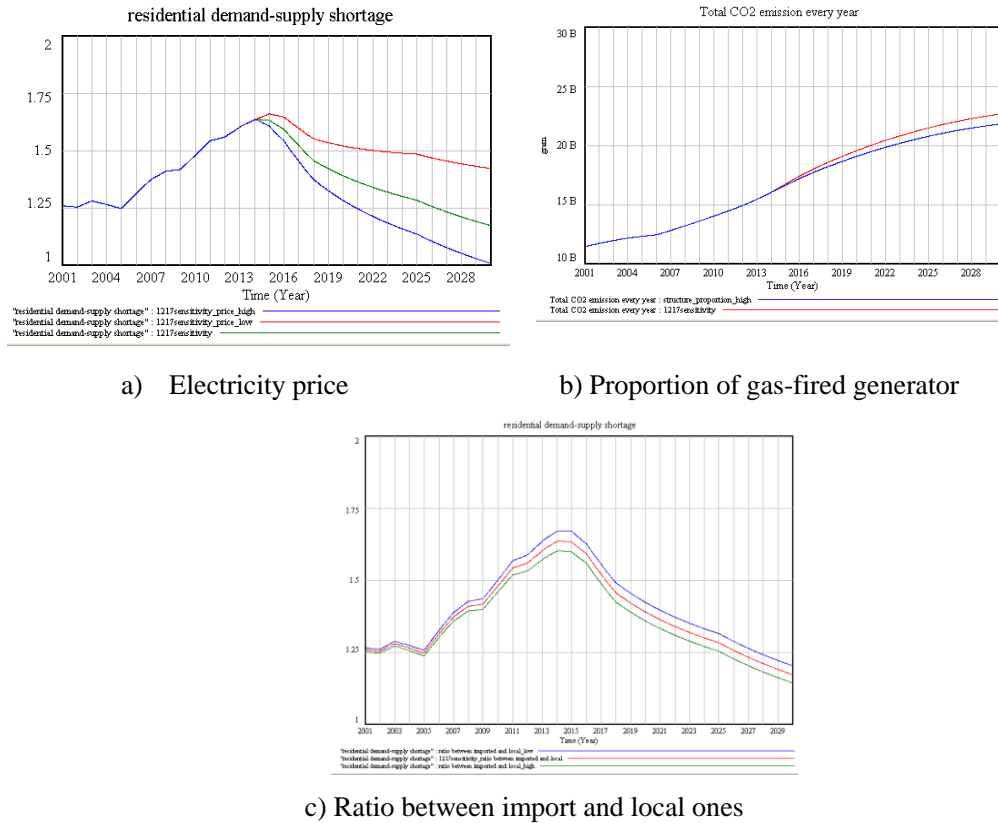 residential demand-supply shortage
2
1.75
1.5
1.25
1
2001 2004 2007 2010 2013 2016 2019 2022 2025 2028
Time (Year)
"residential demand-supply shortage" : 1217sensitivity_price_high
"residential demand-supply shortage" : 1217sensitivity_price_low
"residential demand-supply shortage" : 1217sensitivity
Total CO2 emission every year
30 B
25 B
20 B
15 B
10 B
gram
2001 2004 2007 2010 2013 2016 2019 2022 2025 2028
Time (Year)
Total CO2 emission every year : structure_proportion_high
Total CO2 emission every year : 1217sensitivity
a) Electricity price
b) Proportion of gas-fired generator
residential demand-supply shortage
2
1.75
1.5
1.25
1
2001 2003 2005 2007 2009 2011 2013 2015 2017 2019 2021 2023 2025 2027 2029
Time (Year)
"residential demand-supply shortage" : ratio between imported and local_low
"residential demand-supply shortage" : 1217sensitivity_ratio between imported and local
"residential demand-supply shortage" : ratio between imported and local_high
c) Ratio between import and local ones